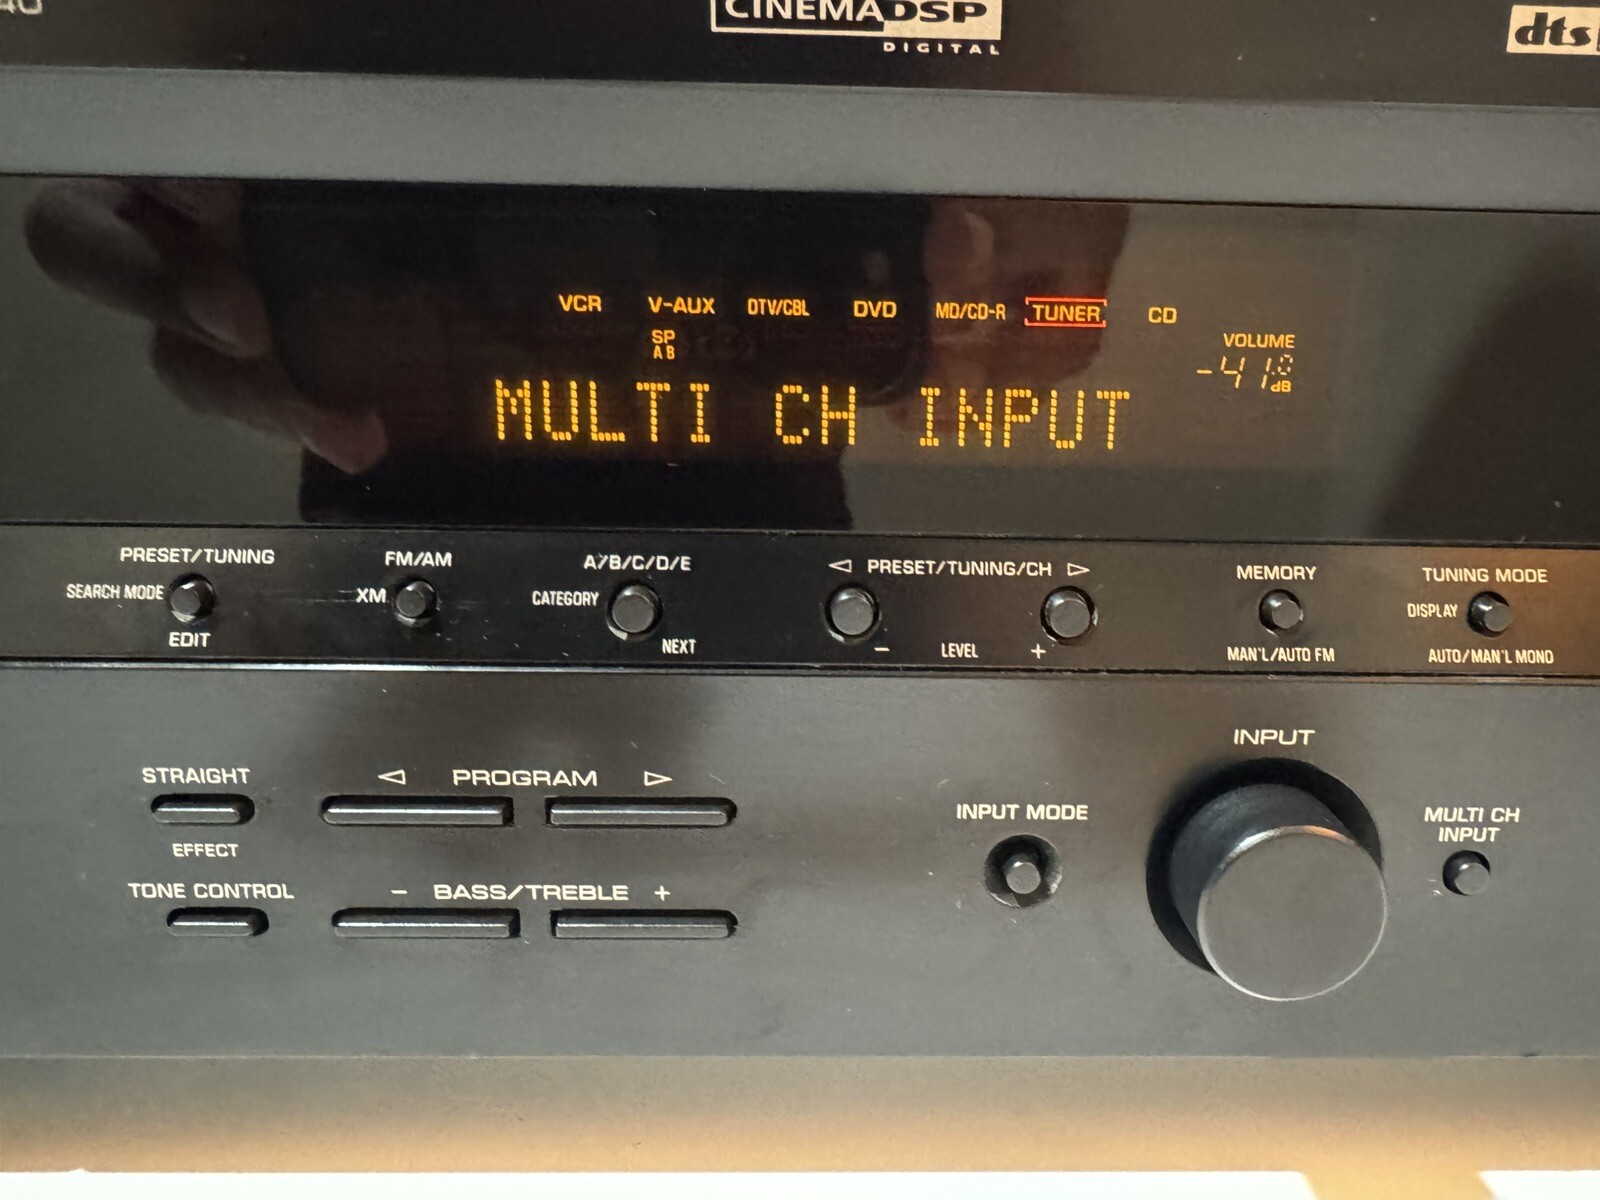 CINEMA DSP
DIGITAL
dts
VCR V-AUX DTV/CBL DVD MD/CD-R TUNER CD
SP
A B
VOLUME
-41.0
dB
MULTI CH INPUT
PRESET/TUNING
SEARCH MODE
EDIT
FM/AM
XM
A/B/C/D/E
CATEGORY
NEXT
◁ PRESET/TUNING/CH ▷
− LEVEL +
MEMORY
MAN'L/AUTO FM
TUNING MODE
DISPLAY
AUTO/MAN'L MONO
STRAIGHT
EFFECT
◁ PROGRAM ▷
TONE CONTROL
− BASS/TREBLE +
INPUT MODE
INPUT
MULTI CH
INPUT